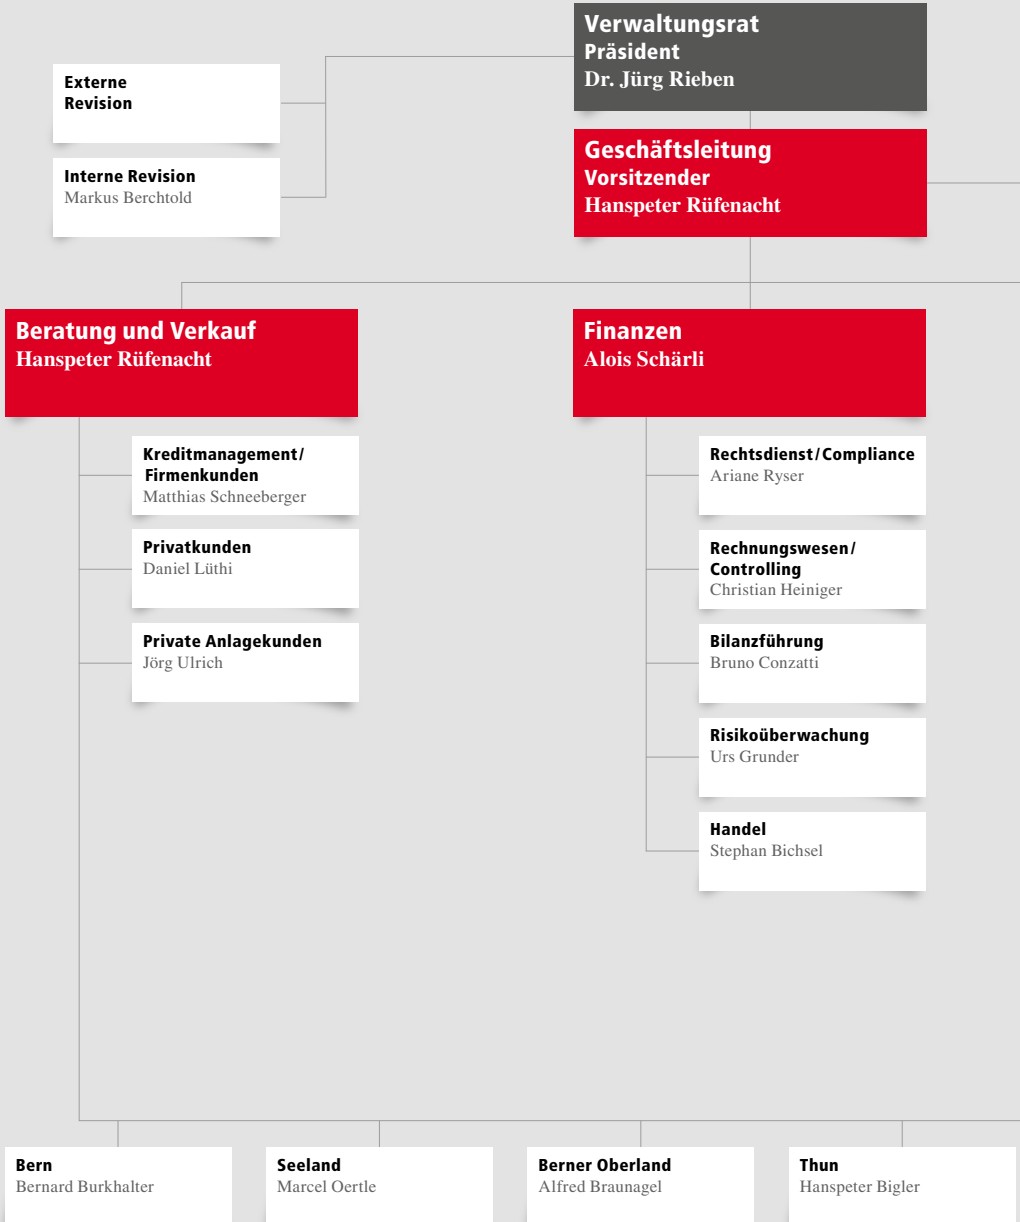 Verwaltungsrat
Präsident
Dr. Jürg Rieben
Externe
Revision
Interne Revision
Markus Berchtold
Geschäftsleitung
Vorsitzender
Hanspeter Rüfenacht
Beratung und Verkauf
Hanspeter Rüfenacht
Kreditmanagement/
Firmenkunden
Matthias Schneeberger
Privatkunden
Daniel Lüthi
Private Anlagekunden
Jörg Ulrich
Finanzen
Alois Schärli
Rechtsdienst/Compliance
Ariane Ryser
Rechnungswesen/
Controlling
Christian Heiniger
Bilanzführung
Bruno Conzatti
Risikoüberwachung
Urs Grunder
Handel
Stephan Bichsel
Bern
Bernard Burkhalter
Seeland
Marcel Oertle
Berner Oberland
Alfred Braunagel
Thun
Hanspeter Bigler